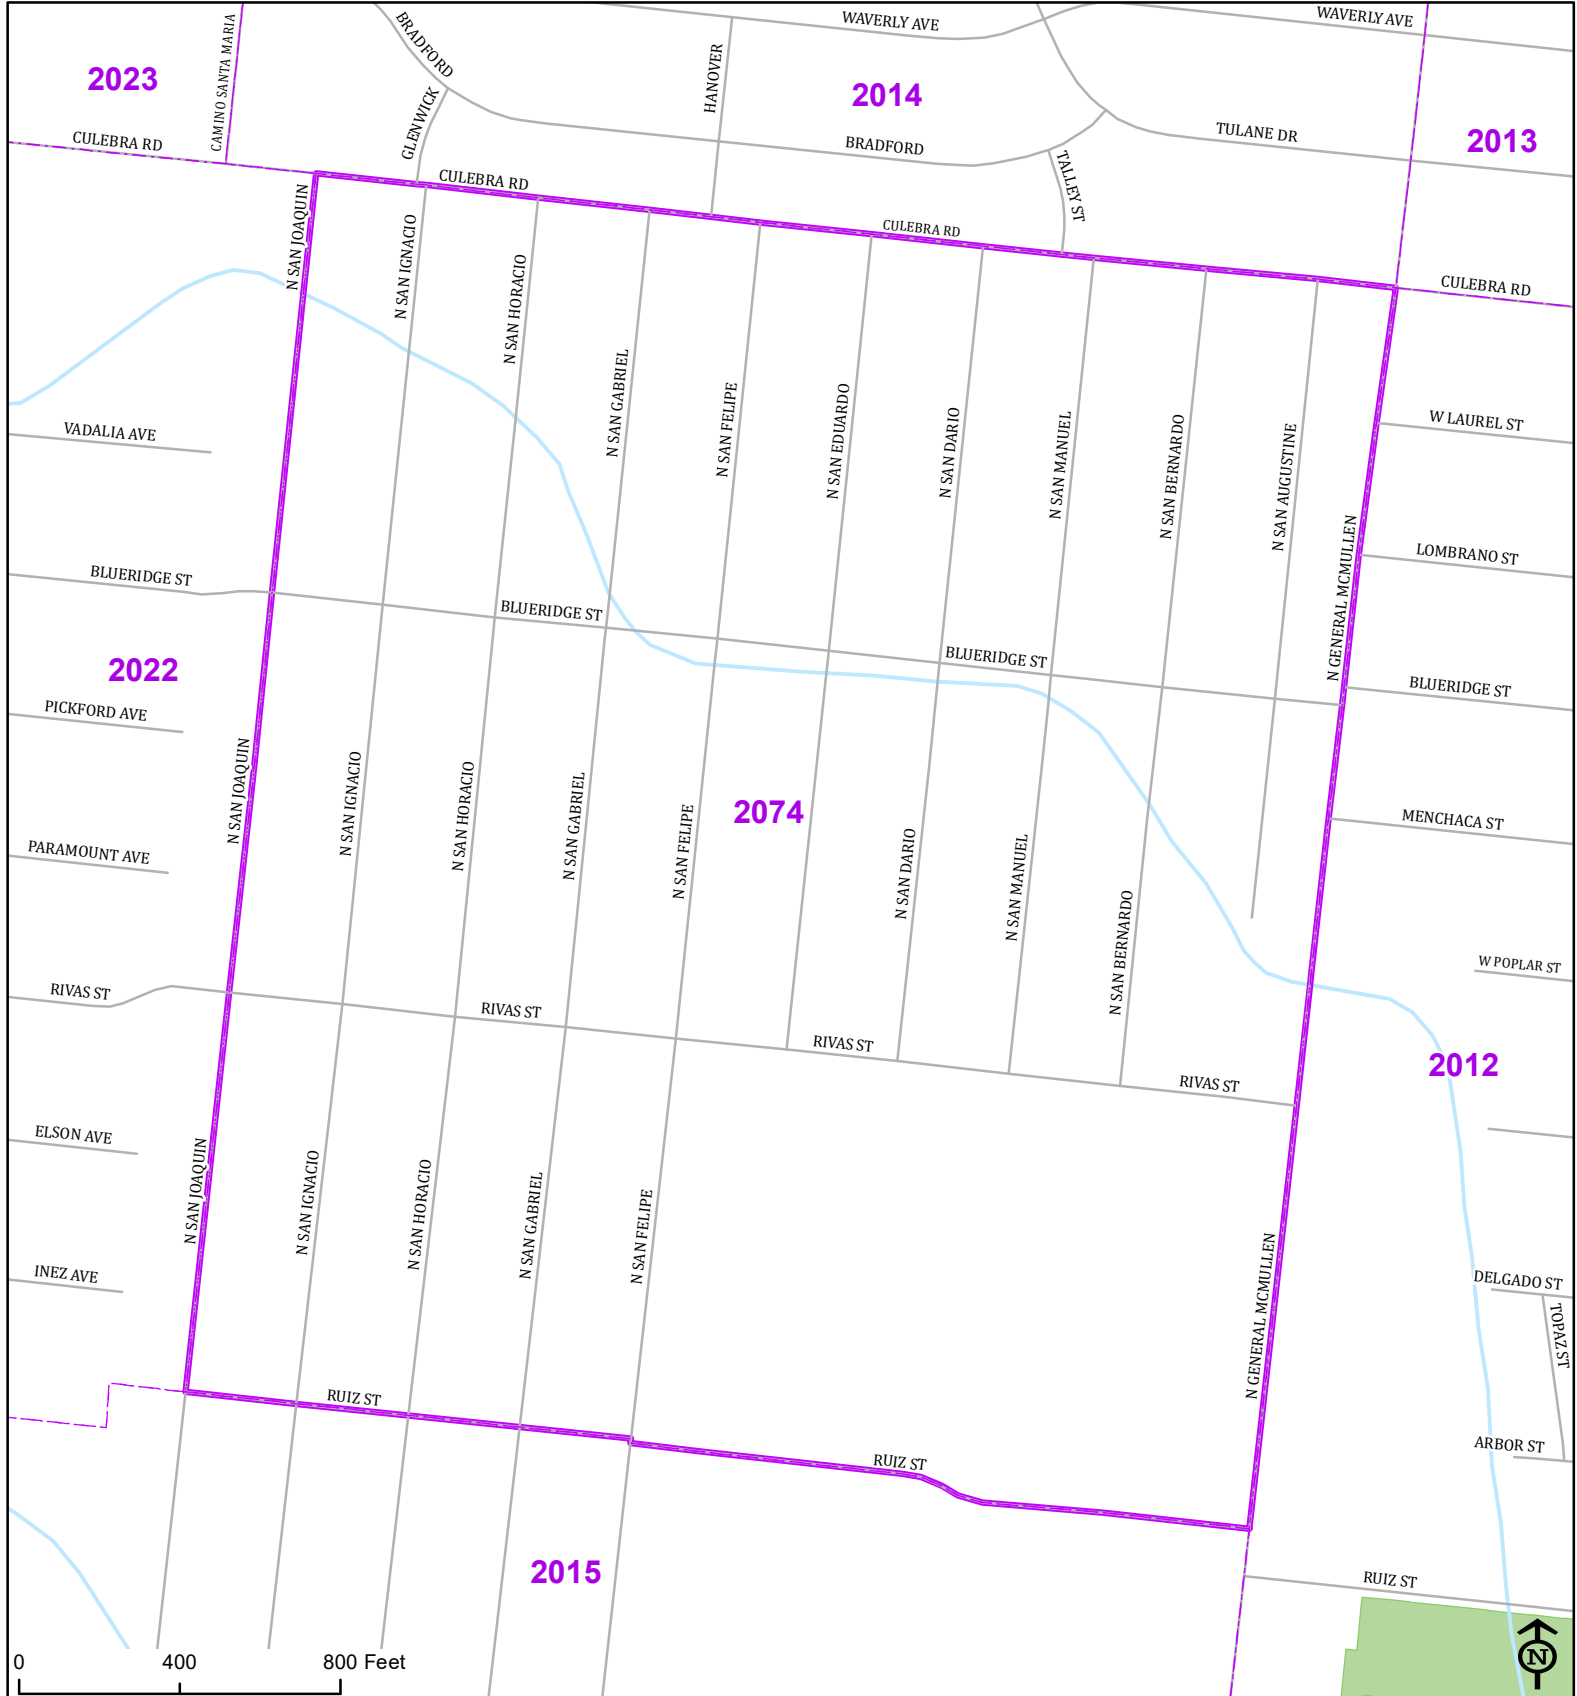 WAVERLY AVE
WAVERLY AVE
BRADFORD
CAMINO SANTA MARIA
HANOVER
2023
2014
GLENWICK
TULANE DR
2013
CULEBRA RD
BRADFORD
TALLEY ST
CULEBRA RD
CULEBRA RD
N SAN JOAQUIN
N SAN IGNACIO
N SAN HORACIO
CULEBRA RD
N SAN GABRIEL
N SAN FELIPE
N SAN EDUARDO
N SAN DARIO
N SAN MANUEL
N SAN BERNARDO
N SAN AUGUSTINE
W LAUREL ST
VADALIA AVE
LOMBRANO ST
N GENERAL MCMULLEN
BLUERIDGE ST
BLUERIDGE ST
BLUERIDGE ST
BLUERIDGE ST
2022
PICKFORD AVE
N SAN JOAQUIN
N SAN IGNACIO
N SAN HORACIO
N SAN GABRIEL
N SAN FELIPE
2074
N SAN DARIO
N SAN MANUEL
N SAN BERNARDO
MENCHACA ST
PARAMOUNT AVE
W POPLAR ST
RIVAS ST
RIVAS ST
RIVAS ST
RIVAS ST
2012
ELSON AVE
N SAN JOAQUIN
N SAN IGNACIO
N SAN HORACIO
N SAN GABRIEL
N SAN FELIPE
INEZ AVE
N GENERAL MCMULLEN
DELGADO ST
TOPAZ ST
RUIZ ST
RUIZ ST
ARBOR ST
2015
RUIZ ST
0 400 800 Feet
N